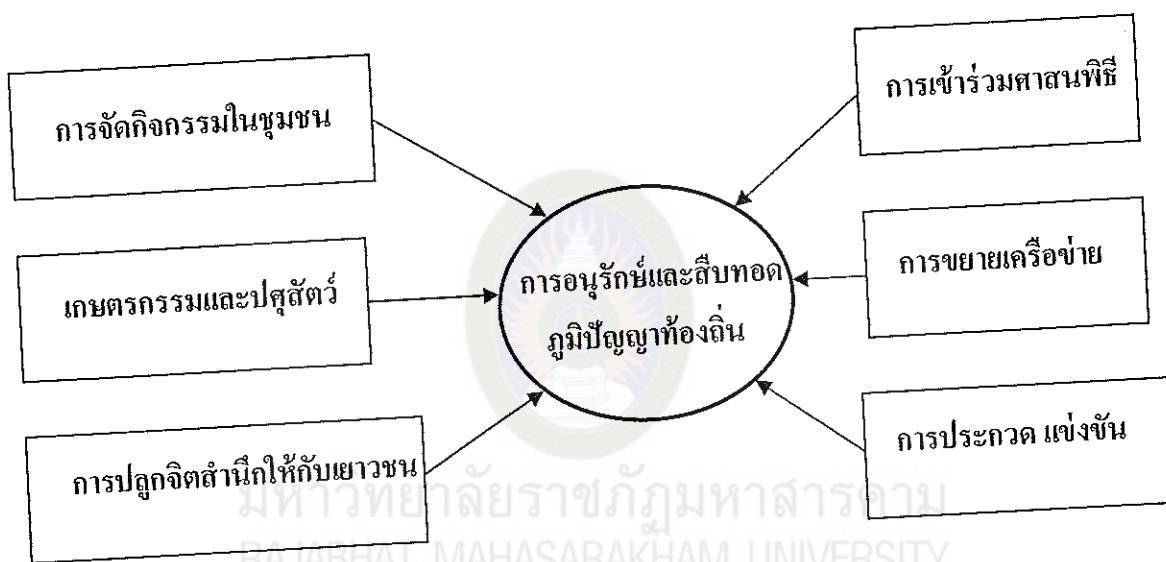 การจัดกิจกรรมในชุมชน
การเข้าร่วมศาสนพิธี
เกษตรกรรมและปศุสัตว์
การอนุรักษ์และสืบทอด
ภูมิปัญญาท้องถิ่น
การขยายเครือข่าย
การปลูกจิตสำนึกให้กับเยาวชน
การประกวด แข่งขัน
มหาวิทยาลัยราชภัฏมหาสารคาม
RAJABHAT MAHASARAKHAM UNIVERSITY